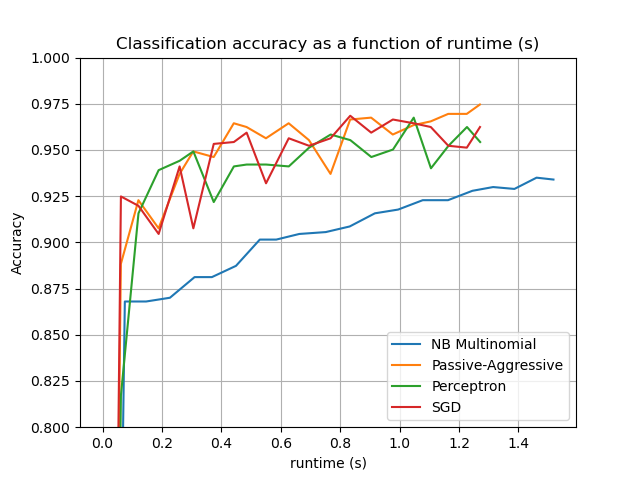 Classification accuracy as a function of runtime (s)
1.000
0.975
0.950
0.925
0.900
0.875
0.850
0.825
0.800
Accuracy
NB Multinomial
Passive-Aggressive
Perceptron
SGD
0.0 0.2 0.4 0.6 0.8 1.0 1.2 1.4
runtime (s)